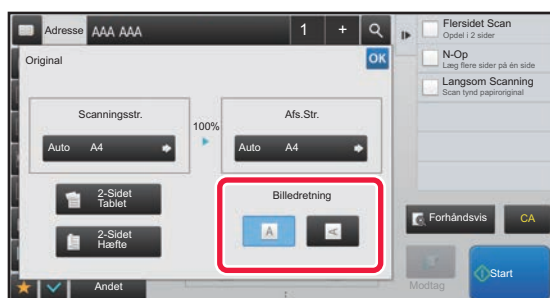 Adresse AAA AAA 1 +
Original OK
Scanningsstr.
100%
Afs.Str.
Auto A4
Auto A4
2-Sidet
Tablet
2-Sidet
Hæfte
Billedretning
A
A
Andet
Flersidet Scan
Opdel i 2 sider
N-Op
Læg flere sider på én side
Langsom Scanning
Scan tynd papiroriginal
Forhåndsvis
CA
Modtag
Start